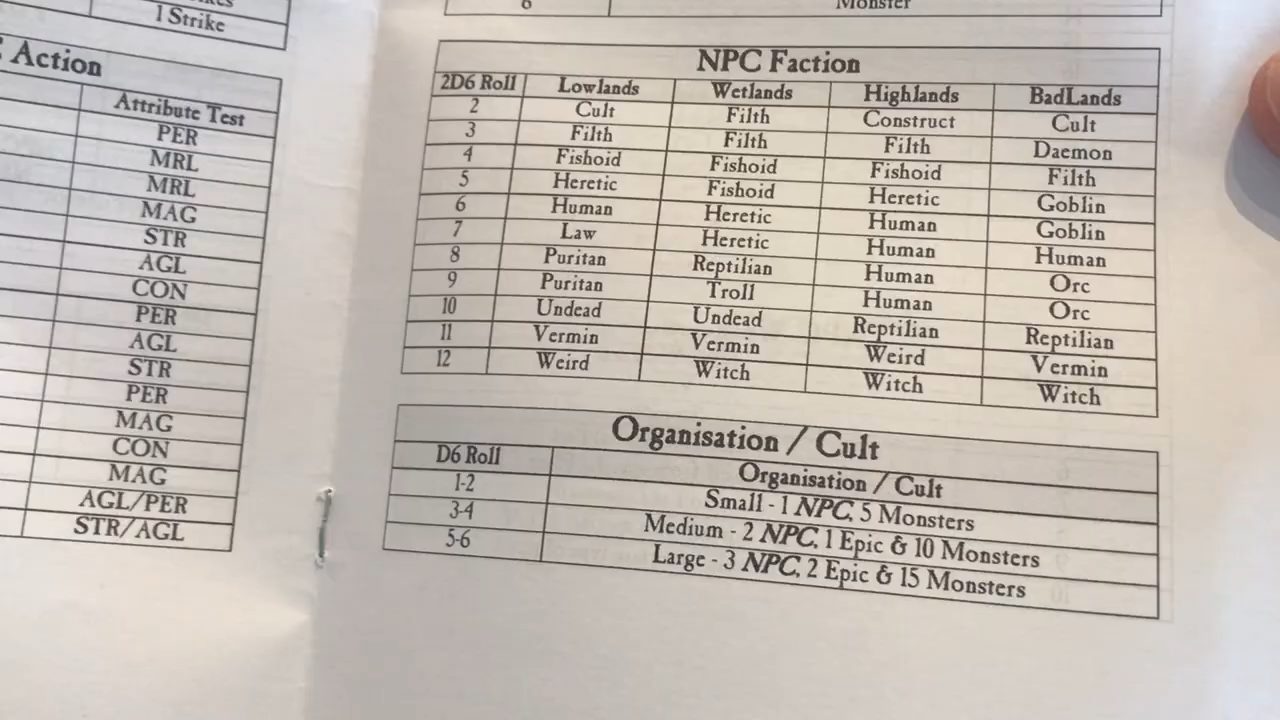 1 Strike
Action
Attribute Test
PER
MRL
MRL
MAG
STR
AGL
CON
PER
AGL
STR
PER
MAG
CON
MAG
AGL/PER
STR/AGL
6 Monster
NPC Faction
2D6 Roll Lowlands Wetlands Highlands BadLands
2 Cult Filth Construct Cult
3 Filth Filth Filth Daemon
4 Fishoid Fishoid Fishoid Filth
5 Heretic Fishoid Heretic Goblin
6 Human Heretic Human Goblin
7 Law Heretic Human Human
8 Puritan Reptilian Human Orc
9 Puritan Troll Human Orc
10 Undead Undead Reptilian Reptilian
11 Vermin Vermin Weird Vermin
12 Weird Witch Witch Witch
Organisation / Cult
D6 Roll Organisation / Cult
1-2 Small - 1 NPC, 5 Monsters
3-4 Medium - 2 NPC, 1 Epic & 10 Monsters
5-6 Large - 3 NPC, 2 Epic & 15 Monsters